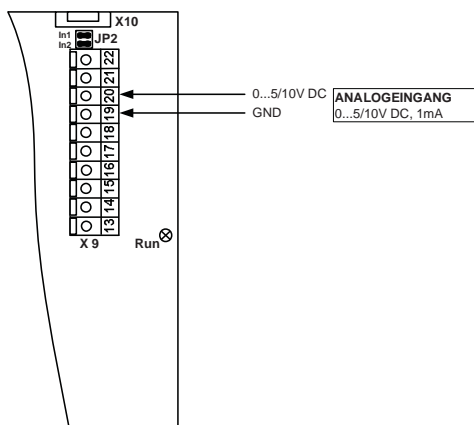 X10
In1
In2
JP2
22
21
20
19
18
17
16
15
14
13
X 9
Run
0...5/10V DC
GND
ANALOGEINGANG
0...5/10V DC, 1mA